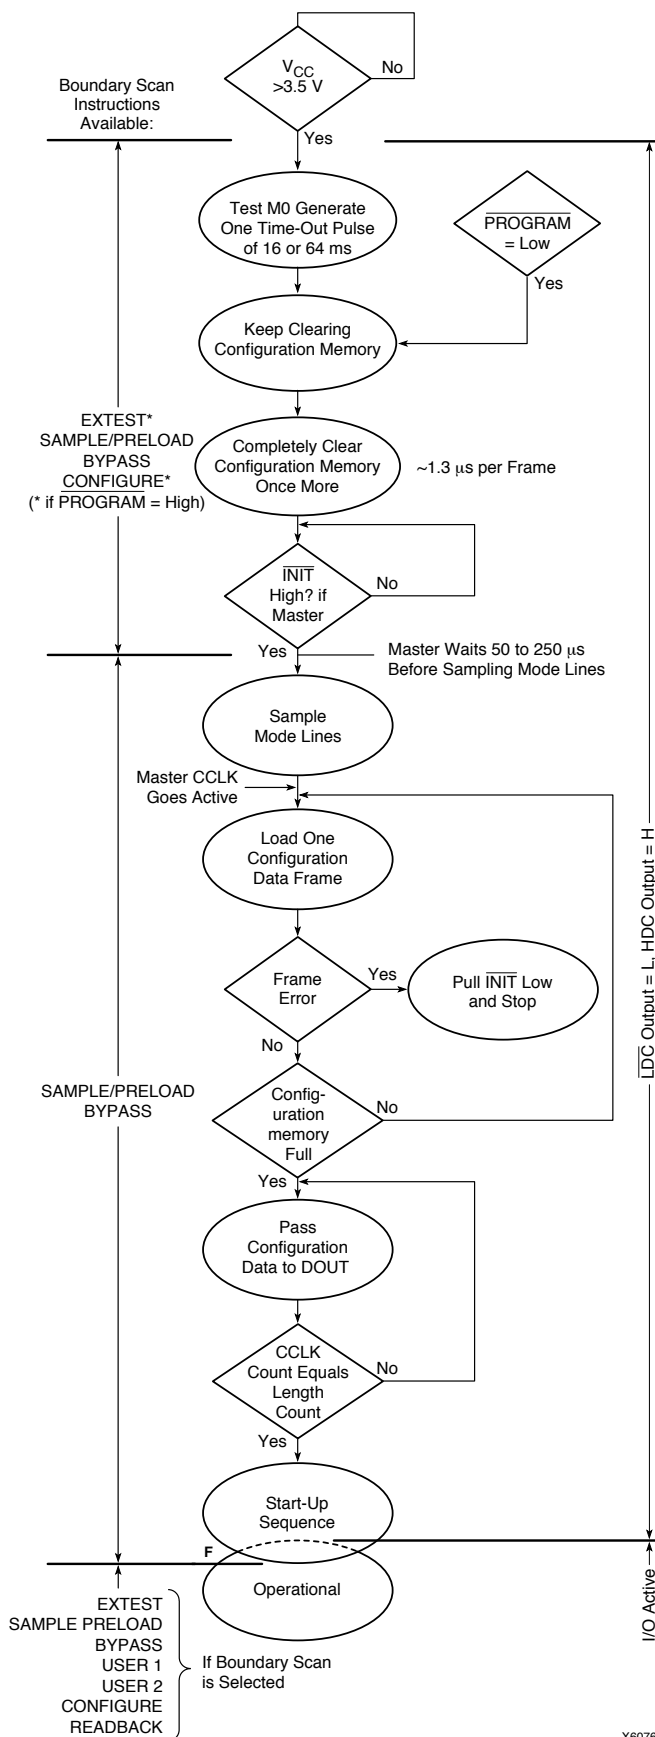 V_CC
>3.5 V
No
Boundary Scan
Instructions
Available:
Yes
Test M0 Generate
One Time-Out Pulse
of 16 or 64 ms
PROGRAM
= Low
Yes
Keep Clearing
Configuration Memory
EXTEST*
SAMPLE/PRELOAD
BYPASS
CONFIGURE*
(* if PROGRAM = High)
Completely Clear
Configuration Memory
Once More
~1.3 µs per Frame
INIT
High? if
Master
No
Yes
Master Waits 50 to 250 µs
Before Sampling Mode Lines
Sample
Mode Lines
Master CCLK
Goes Active
Load One
Configuration
Data Frame
LDC Output = L, HDC Output = H
Frame
Error
Yes
Pull INIT Low
and Stop
No
SAMPLE/PRELOAD
BYPASS
Config-
uration
memory
Full
No
Yes
Pass
Configuration
Data to DOUT
CCLK
Count Equals
Length
Count
No
Yes
Start-Up
Sequence
F
Operational
I/O Active
EXTEST
SAMPLE PRELOAD
BYPASS
USER 1
USER 2
CONFIGURE
READBACK
If Boundary Scan
is Selected
X6076